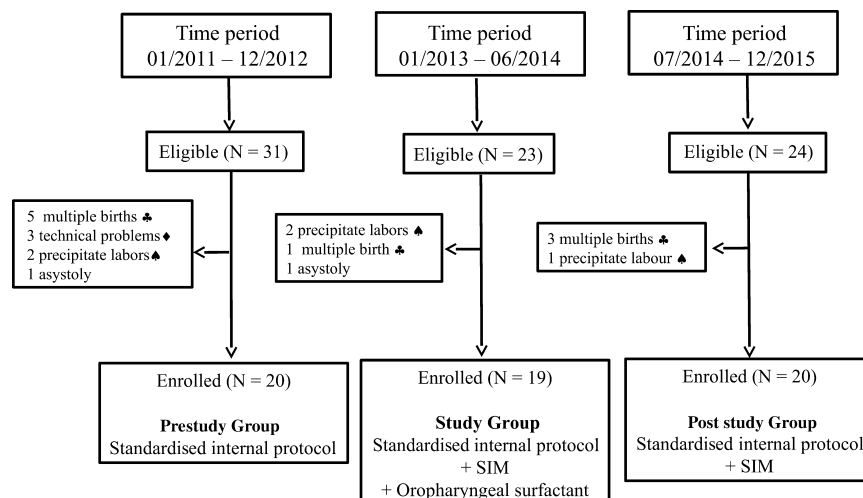 Time period
01/2011 – 12/2012
Eligible (N = 31)
5 multiple births ♣
3 technical problems♦
2 precipitate labors♠
1 asystoly
Enrolled (N = 20)
Prestudy Group
Standardised internal protocol
Time period
01/2013 – 06/2014
Eligible (N = 23)
2 precipitate labors ♠
1 multiple birth ♣
1 asystoly
Enrolled (N = 19)
Study Group
Standardised internal protocol
+ SIM
+ Oropharyngeal surfactant
Time period
07/2014 – 12/2015
Eligible (N = 24)
3 multiple births ♣
1 precipitate labour ♠
Enrolled (N = 20)
Post study Group
Standardised internal protocol
+ SIM